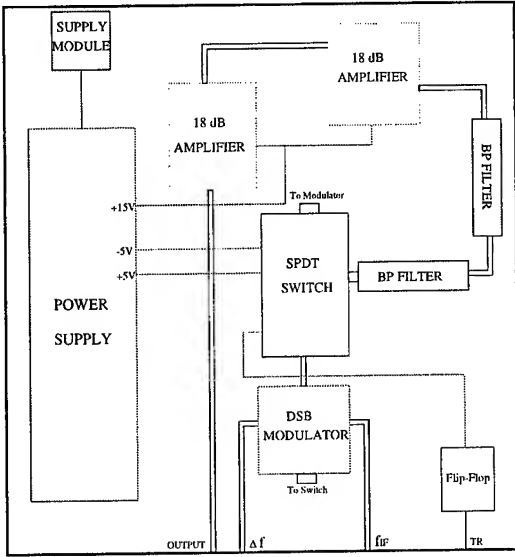 SUPPLY
MODULE
18 dB
AMPLIFIER
18 dB
AMPLIFIER
BP FILTER
+15V
To Modulator
-5V
+5V
SPDT
SWITCH
BP FILTER
POWER
SUPPLY
DSB
MODULATOR
To Switch
Flip-Flop
OUTPUT
Δ f
fIF
TR